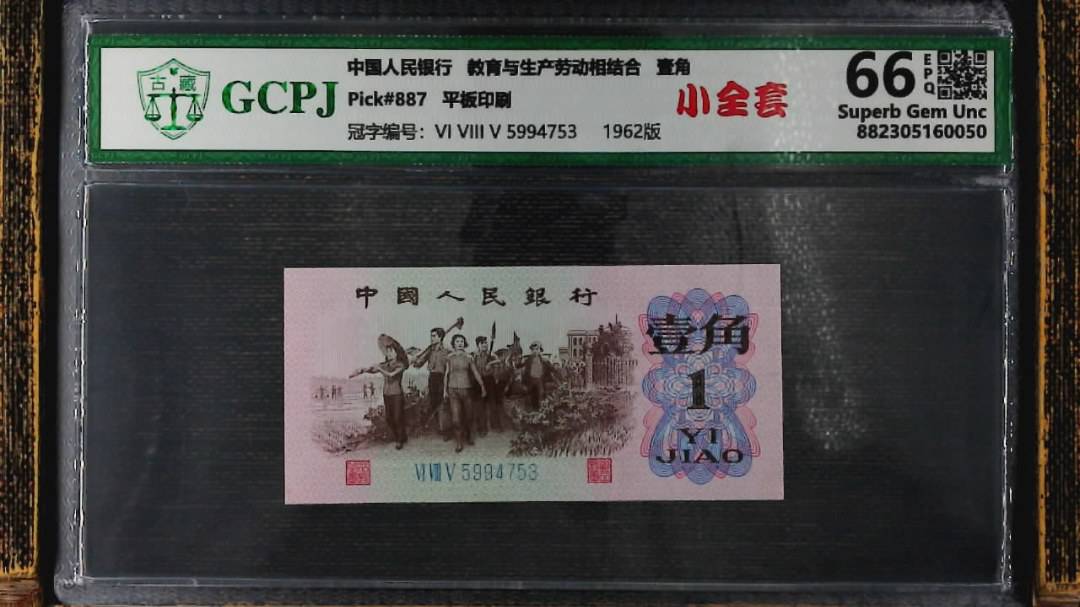 古藏
GCPJ
中国人民银行 教育与生产劳动相结合 壹角
Pick#887 平板印刷
冠字编号: VI VIII V 5994753 1962版
小全套
66 EPQ
Superb Gem Unc
882305160050
中國人民銀行
壹角
1
YI
JIAO
VI VIII V 5994753